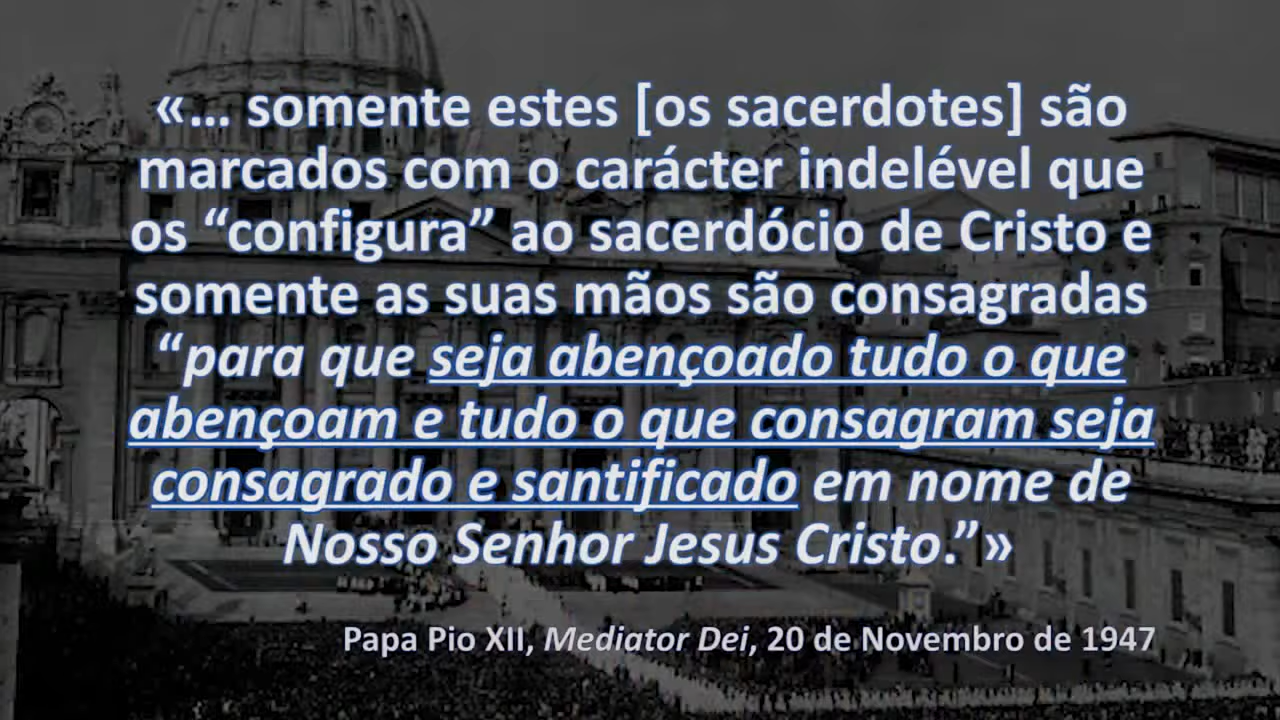 «… somente estes [os sacerdotes] são
marcados com o carácter indelével que
os “configura” ao sacerdócio de Cristo e
somente as suas mãos são consagradas
“para que seja abençoado tudo o que
abençoam e tudo o que consagram seja
consagrado e santificado em nome de
Nosso Senhor Jesus Cristo.”»
Papa Pio XII, Mediator Dei, 20 de Novembro de 1947